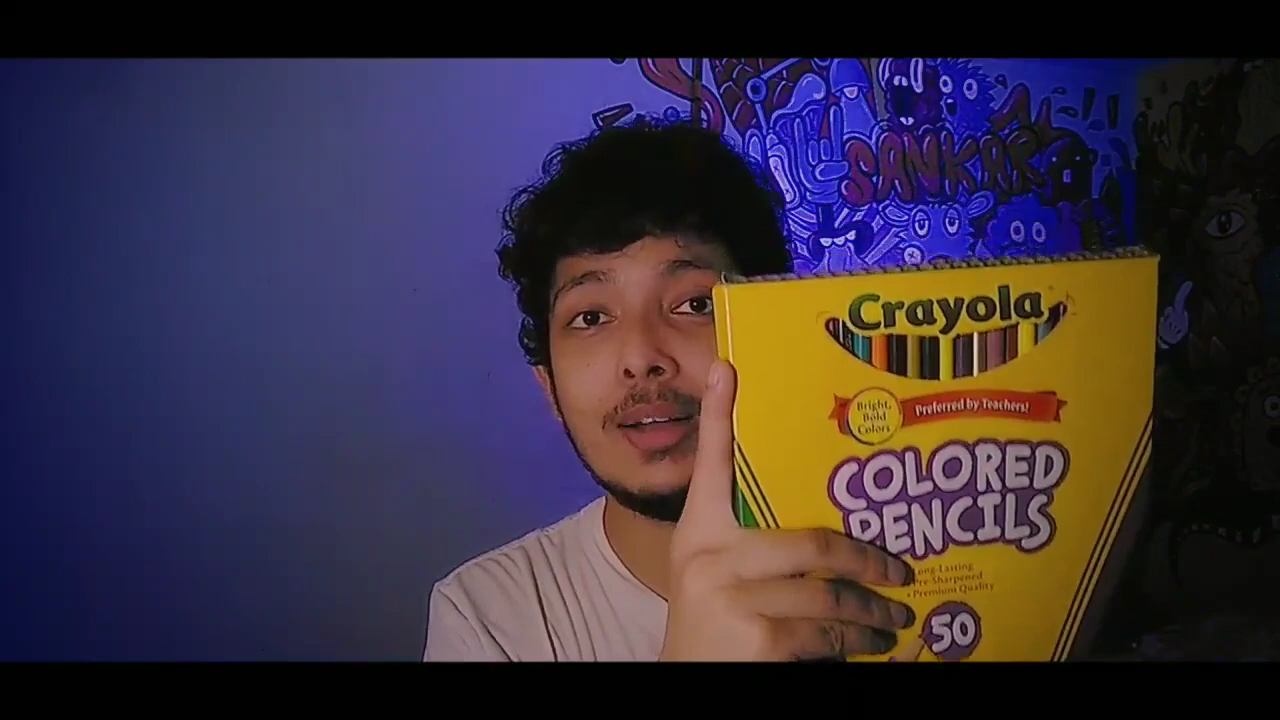 SANKAR
Crayola
Bright,
Bold
Colors
Preferred by Teachers!
COLORED
PENCILS
Long-Lasting
• Pre-Sharpened
• Premium Quality
50